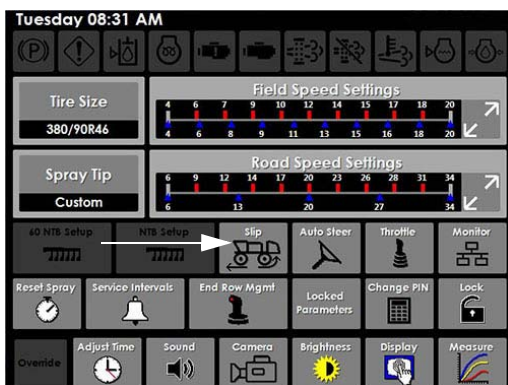 Tuesday 08:31 AM
Tire Size
380/90R46
Field Speed Settings
4 6 7 9 10 12 14 15 17 18 20
4 6 8 9 11 13 15 16 18 20
Spray Tip
Custom
Road Speed Settings
6 9 12 14 17 20 23 26 28 31 34
6 13 20 27 34
60 NTB Setup
NTB Setup
Slip
Auto Steer
Throttle
Monitor
Reset Spray
Service Intervals
End Row Mgmt
Locked
Parameters
Change PIN
Lock
Override
Adjust Time
Sound
Camera
Brightness
Display
Measure